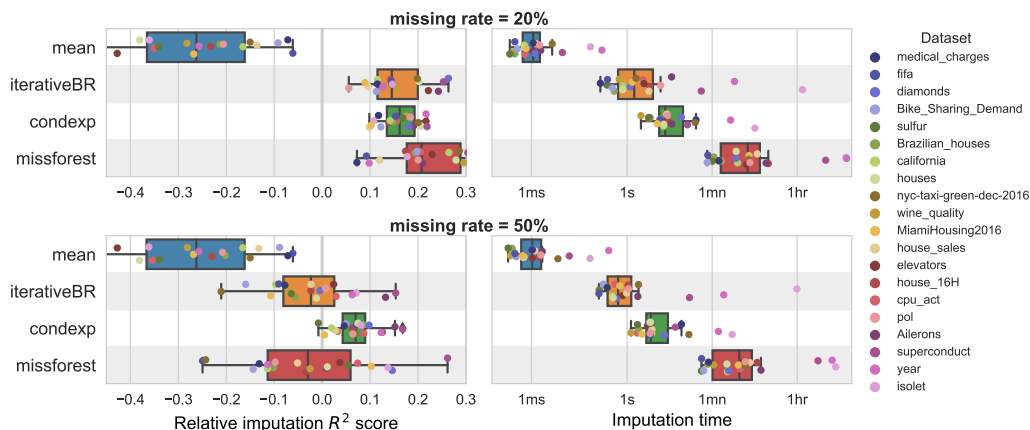 missing rate = 20%
mean
iterativeBR
condexp
missforest
−0.4 −0.3 −0.2 −0.1 0.0 0.1 0.2 0.3
1ms 1s 1mn 1hr
missing rate = 50%
mean
iterativeBR
condexp
missforest
−0.4 −0.3 −0.2 −0.1 0.0 0.1 0.2 0.3
1ms 1s 1mn 1hr
Relative imputation R² score
Imputation time
Dataset
medical_charges
fifa
diamonds
Bike_Sharing_Demand
sulfur
Brazilian_houses
california
houses
nyc-taxi-green-dec-2016
wine_quality
MiamiHousing2016
house_sales
elevators
house_16H
cpu_act
pol
Ailerons
superconduct
year
isolet